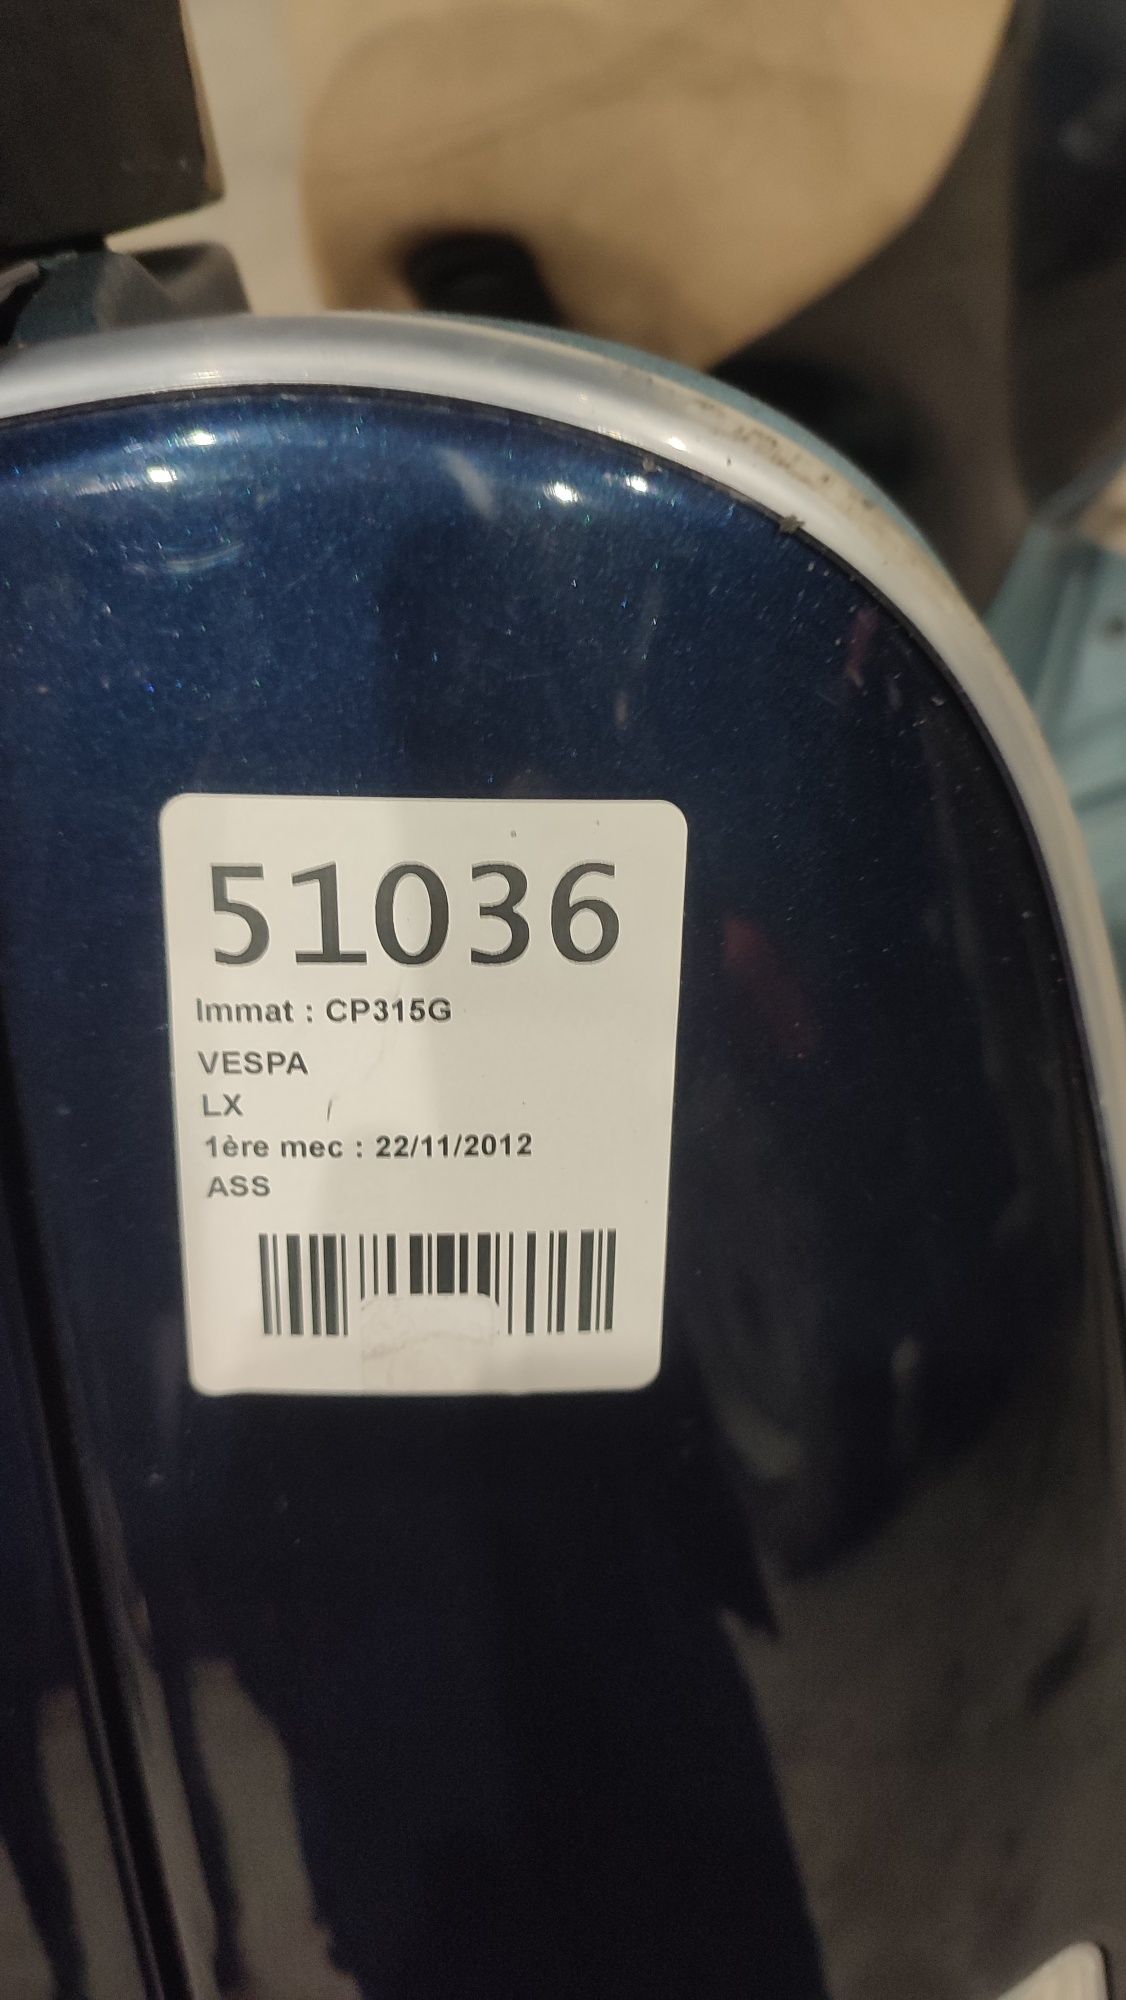 51036
Immat : CP315G
VESPA
LX
1ère mec : 22/11/2012
ASS